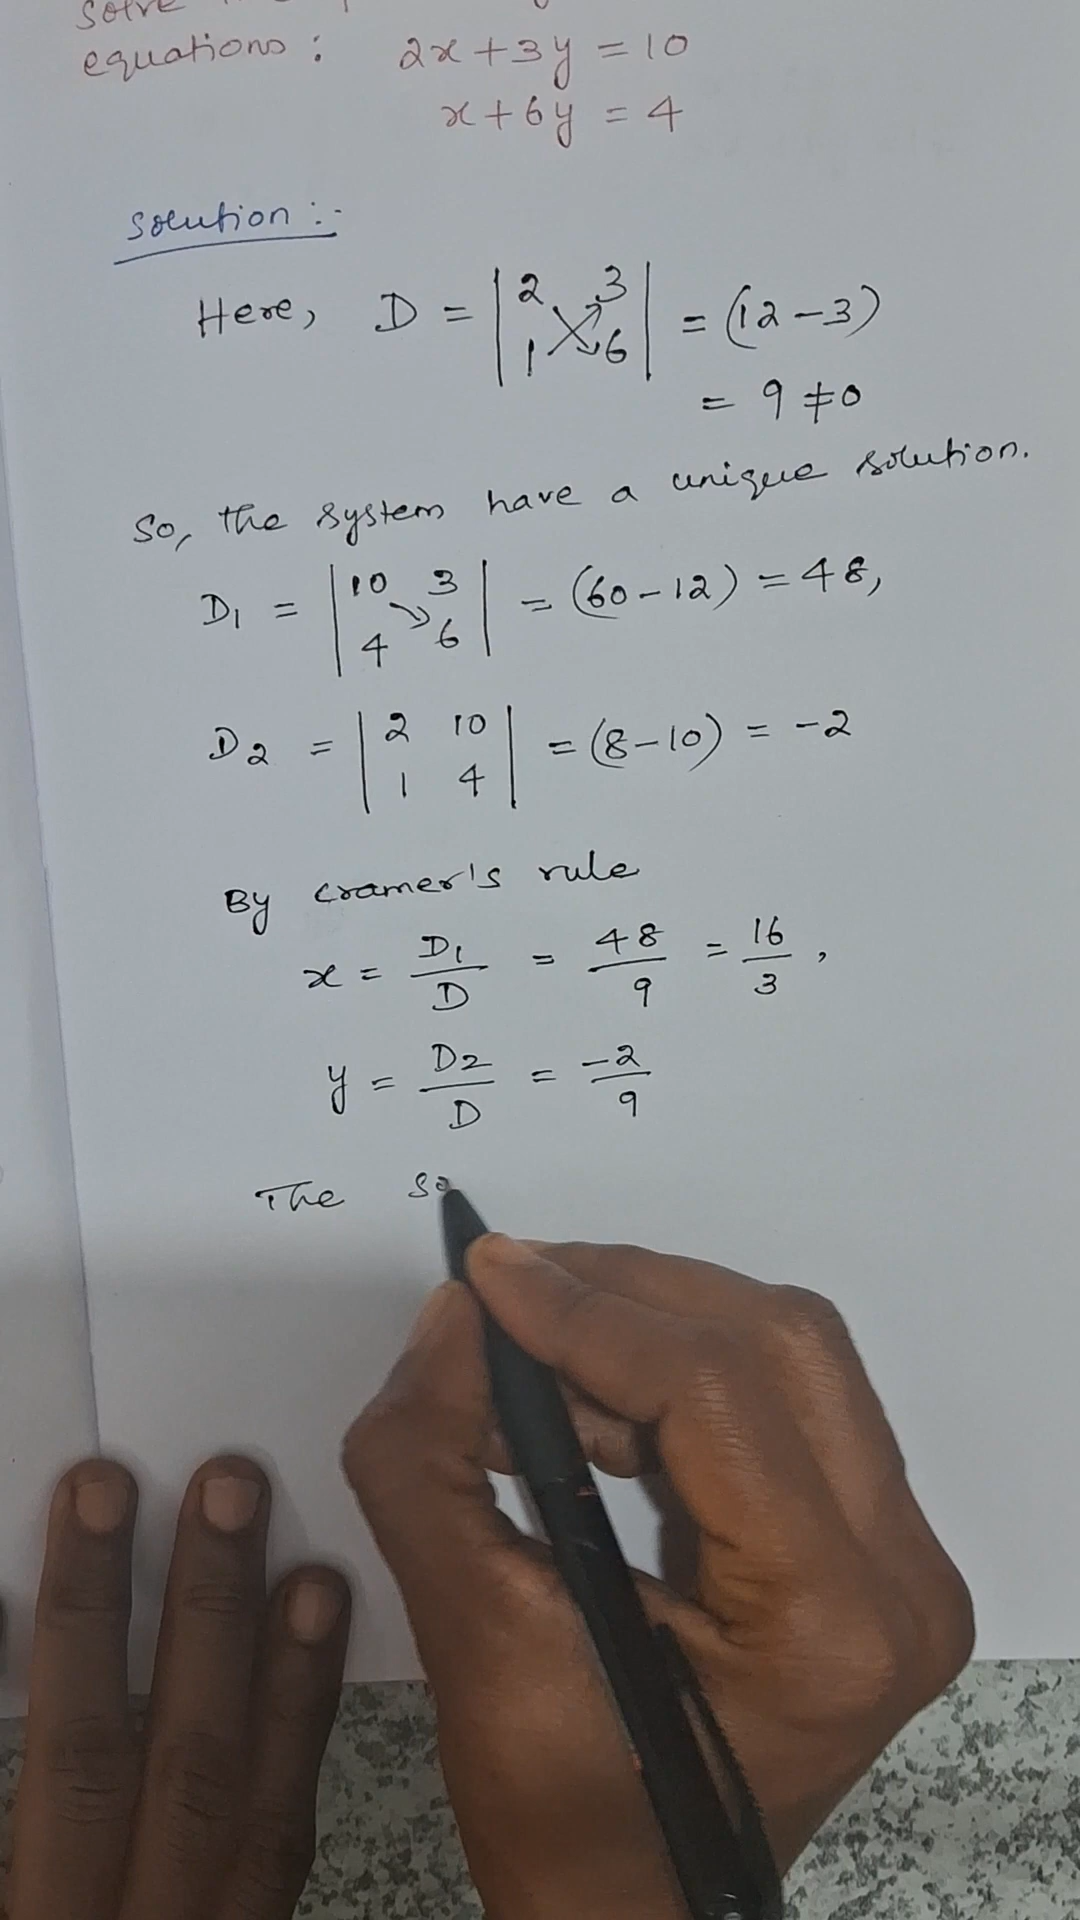 solve
equations : 2x + 3y = 10
x + 6y = 4
solution :-
Here, D = | 2 3 | = (12 - 3)
| 1 6 |
= 9 ≠ 0
So, the system have a unique solution.
D1 = | 10 3 | = (60 - 12) = 48,
| 4 6 |
D2 = | 2 10 | = (8 - 10) = -2
| 1 4 |
By cramer's rule
x = D1/D = 48/9 = 16/3 ,
y = D2/D = -2/9
The so